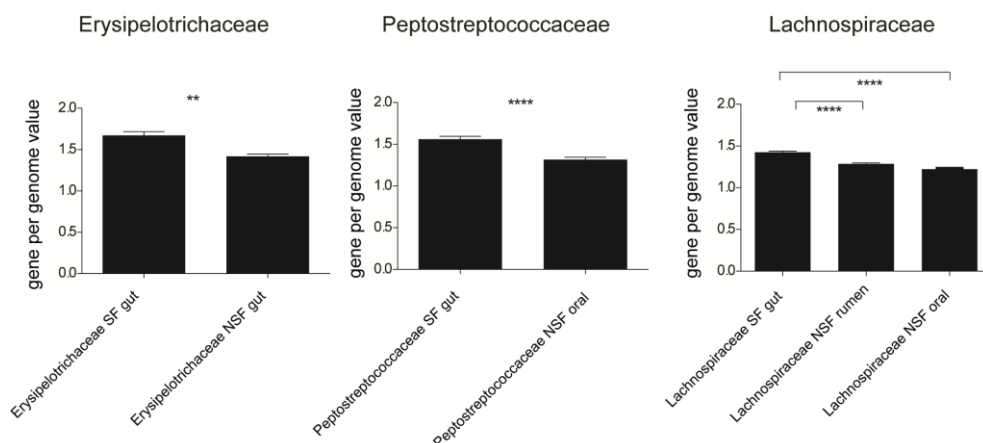 Erysipelotrichaceae
gene per genome value
2.0
1.5
1.0
0.5
0.0
**
Erysipelotrichaceae SF gut
Erysipelotrichaceae NSF gut
Peptostreptococcaceae
gene per genome value
2.0
1.5
1.0
0.5
0.0
****
Peptostreptococcaceae SF gut
Peptostreptococcaceae NSF oral
Lachnospiraceae
gene per genome value
2.0
1.5
1.0
0.5
0.0
****
****
Lachnospiraceae SF gut
Lachnospiraceae NSF rumen
Lachnospiraceae NSF oral